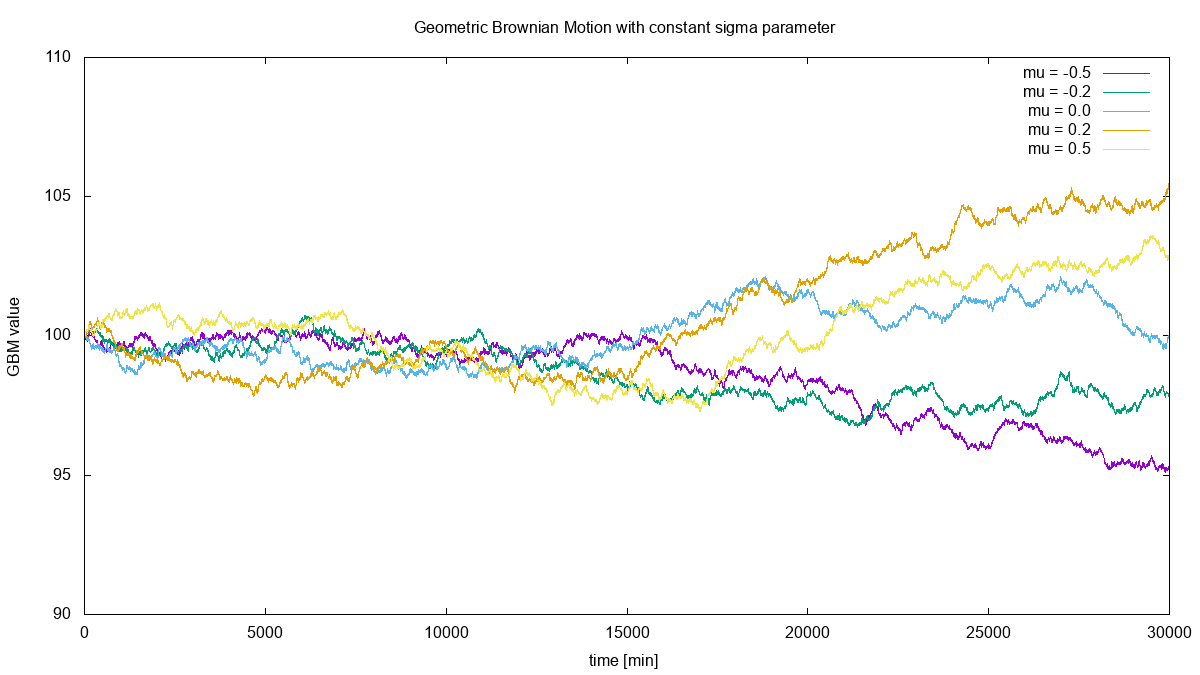 Geometric Brownian Motion with constant sigma parameter
110
105
100
95
90
GBM value
mu = -0.5
mu = -0.2
mu = 0.0
mu = 0.2
mu = 0.5
0 5000 10000 15000 20000 25000 30000
time [min]